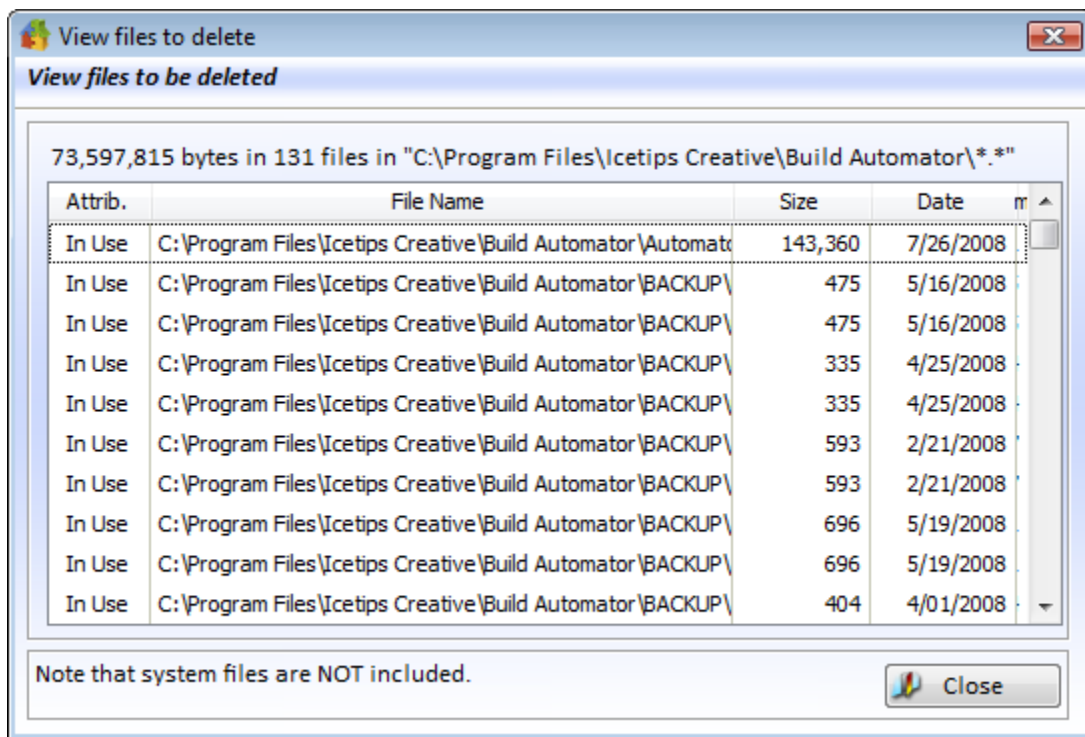 View files to delete
View files to be deleted
73,597,815 bytes in 131 files in "C:\Program Files\Icetips Creative\Build Automator\*.*"
Attrib. File Name Size Date
In Use C:\Program Files\Icetips Creative\Build Automator\Automato 143,360 7/26/2008
In Use C:\Program Files\Icetips Creative\Build Automator\BACKUP\ 475 5/16/2008
In Use C:\Program Files\Icetips Creative\Build Automator\BACKUP\ 475 5/16/2008
In Use C:\Program Files\Icetips Creative\Build Automator\BACKUP\ 335 4/25/2008
In Use C:\Program Files\Icetips Creative\Build Automator\BACKUP\ 335 4/25/2008
In Use C:\Program Files\Icetips Creative\Build Automator\BACKUP\ 593 2/21/2008
In Use C:\Program Files\Icetips Creative\Build Automator\BACKUP\ 593 2/21/2008
In Use C:\Program Files\Icetips Creative\Build Automator\BACKUP\ 696 5/19/2008
In Use C:\Program Files\Icetips Creative\Build Automator\BACKUP\ 696 5/19/2008
In Use C:\Program Files\Icetips Creative\Build Automator\BACKUP\ 404 4/01/2008
Note that system files are NOT included.
Close